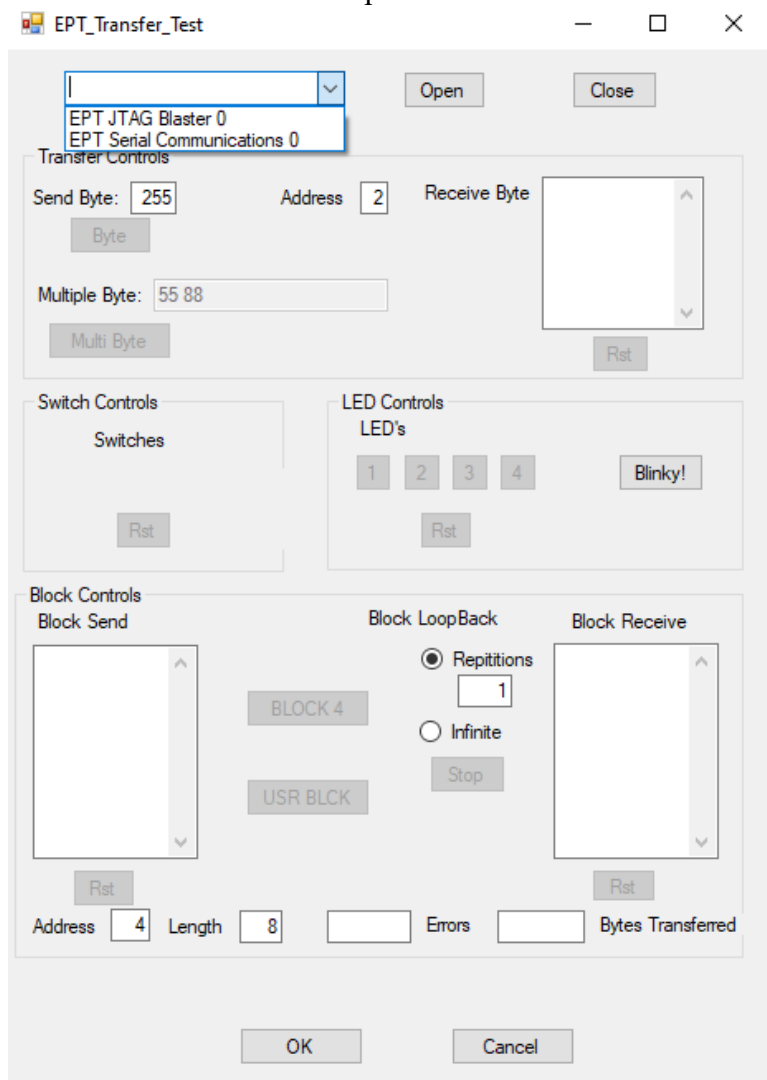 EPT_Transfer_Test
Open Close
EPT JTAG Blaster 0
EPT Serial Communications 0
Transfer Controls
Send Byte: 255 Address 2 Receive Byte
Byte
Multiple Byte: 55 88
Multi Byte
Rst
Switch Controls
Switches
Rst
LED Controls
LED's
1 2 3 4 Blinky!
Rst
Block Controls
Block Send Block LoopBack Block Receive
Repititions
1
BLOCK 4
Infinite
Stop
USR BLCK
Rst Rst
Address 4 Length 8 Errors Bytes Transferred
OK Cancel